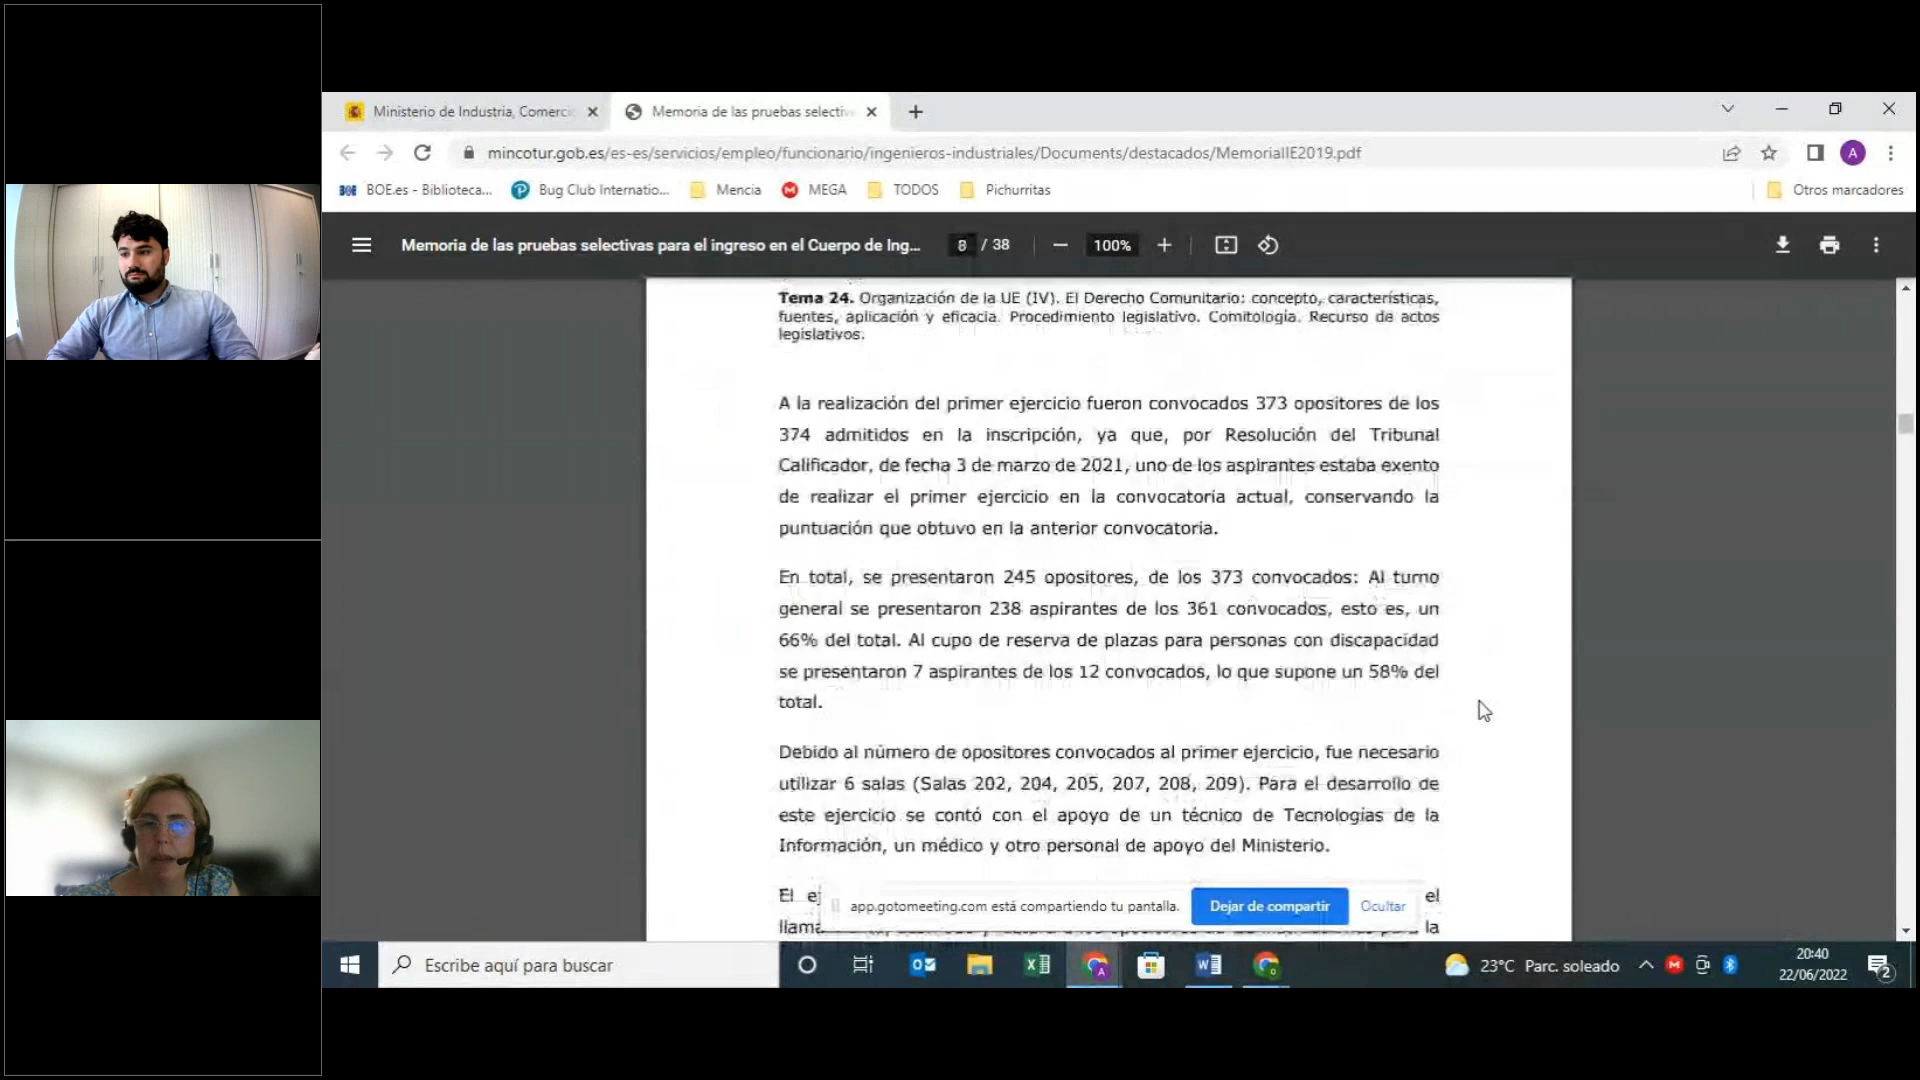 Ministerio de Industria, Comerci
Memoria de las pruebas selectiv
mincotur.gob.es/es-es/servicios/empleo/funcionario/ingenieros-industriales/Documents/destacados/MemoriaIIE2019.pdf
A
BOE.es - Biblioteca...
Bug Club Internatio...
Mencia
MEGA
TODOS
Pichurritas
Otros marcadores
Memoria de las pruebas selectivas para el ingreso en el Cuerpo de Ing...
8 / 38
100%
Tema 24. Organización de la UE (IV). El Derecho Comunitario: concepto, características,
fuentes, aplicación y eficacia. Procedimiento legislativo. Comitología. Recurso de actos
legislativos.
A la realización del primer ejercicio fueron convocados 373 opositores de los
374 admitidos en la inscripción, ya que, por Resolución del Tribunal
Calificador, de fecha 3 de marzo de 2021, uno de los aspirantes estaba exento
de realizar el primer ejercicio en la convocatoria actual, conservando la
puntuación que obtuvo en la anterior convocatoria.
En total, se presentaron 245 opositores, de los 373 convocados: Al turno
general se presentaron 238 aspirantes de los 361 convocados, esto es, un
66% del total. Al cupo de reserva de plazas para personas con discapacidad
se presentaron 7 aspirantes de los 12 convocados, lo que supone un 58% del
total.
Debido al número de opositores convocados al primer ejercicio, fue necesario
utilizar 6 salas (Salas 202, 204, 205, 207, 208, 209). Para el desarrollo de
este ejercicio se contó con el apoyo de un técnico de Tecnologías de la
Información, un médico y otro personal de apoyo del Ministerio.
El ej el
app.gotomeeting.com está compartiendo tu pantalla.
Dejar de compartir
Ocultar
llama la
Escribe aquí para buscar
23°C Parc. soleado
20:40
22/06/2022
2